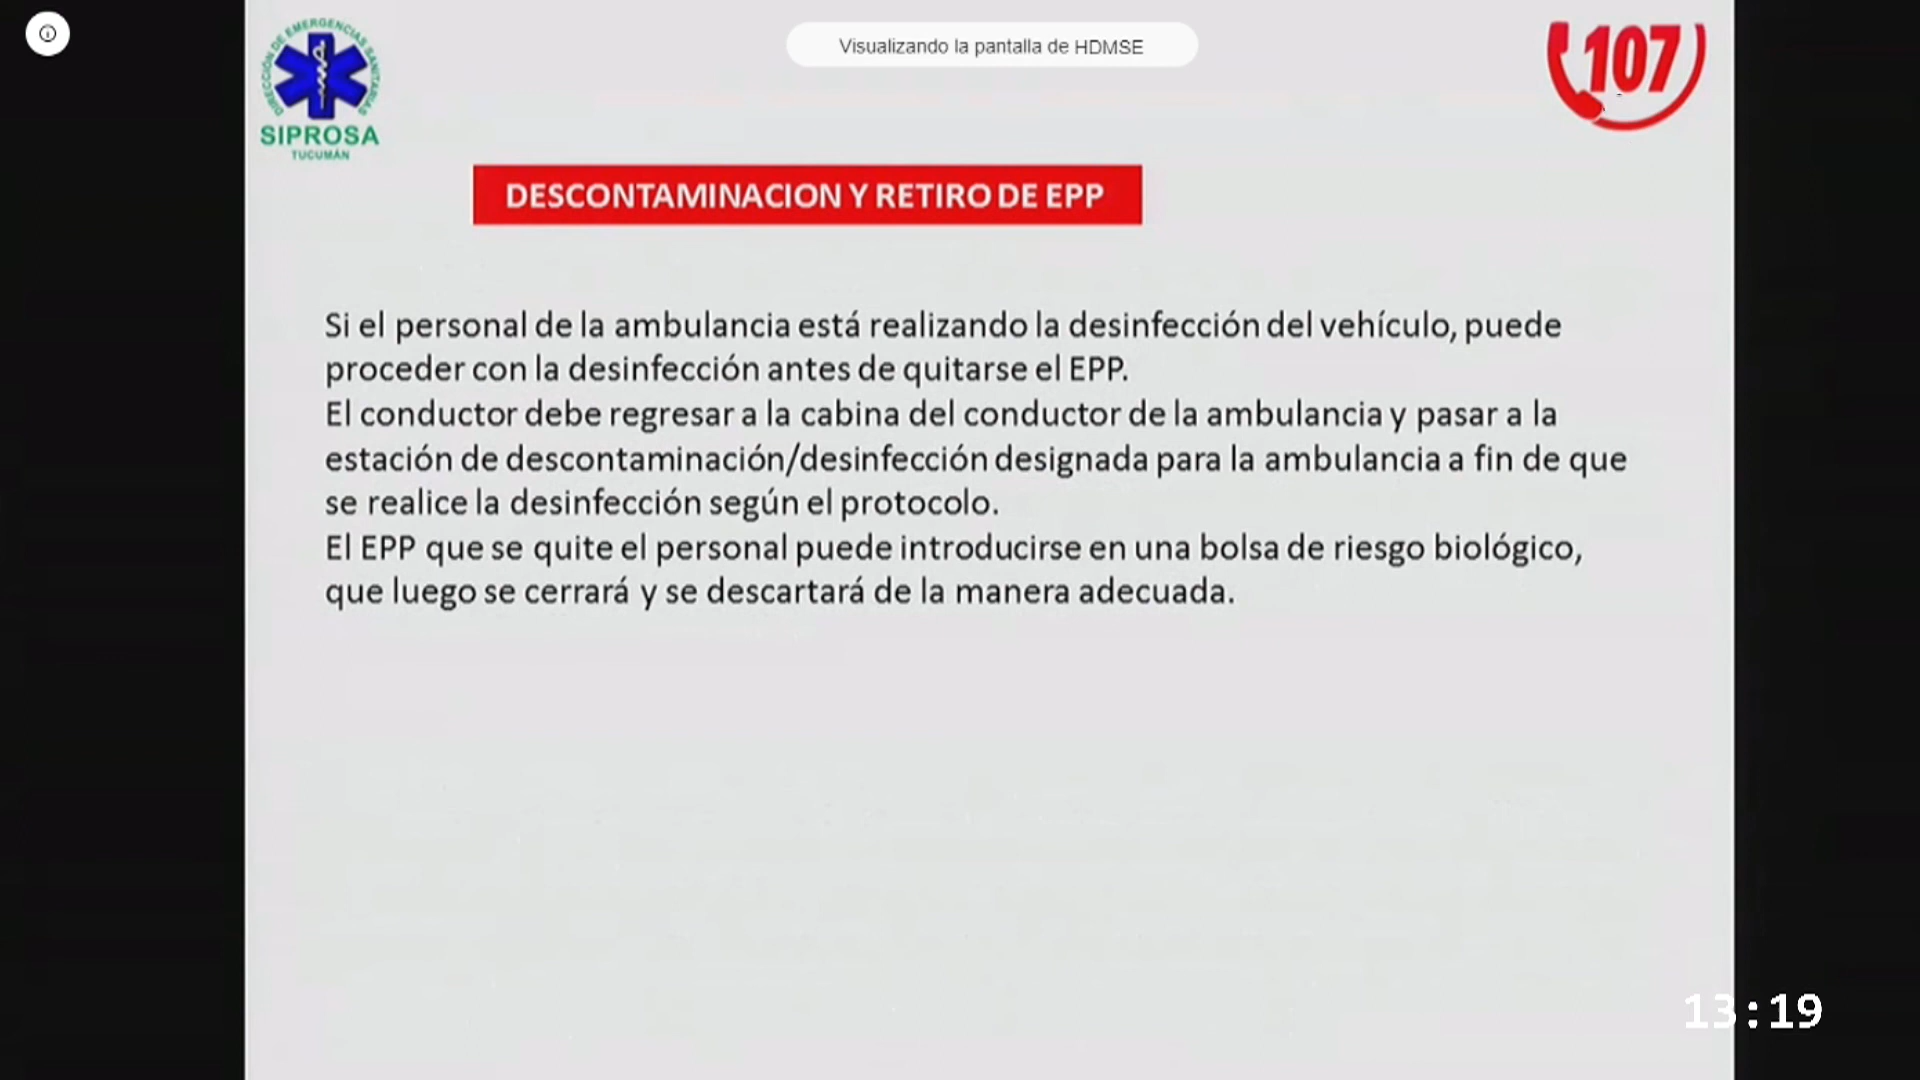 Visualizando la pantalla de HDMSE
DIRECCIÓN DE EMERGENCIAS SANITARIAS
SIPROSA
TUCUMÁN
107
DESCONTAMINACION Y RETIRO DE EPP
Si el personal de la ambulancia está realizando la desinfección del vehículo, puede
proceder con la desinfección antes de quitarse el EPP.
El conductor debe regresar a la cabina del conductor de la ambulancia y pasar a la
estación de descontaminación/desinfección designada para la ambulancia a fin de que
se realice la desinfección según el protocolo.
El EPP que se quite el personal puede introducirse en una bolsa de riesgo biológico,
que luego se cerrará y se descartará de la manera adecuada.
13:19